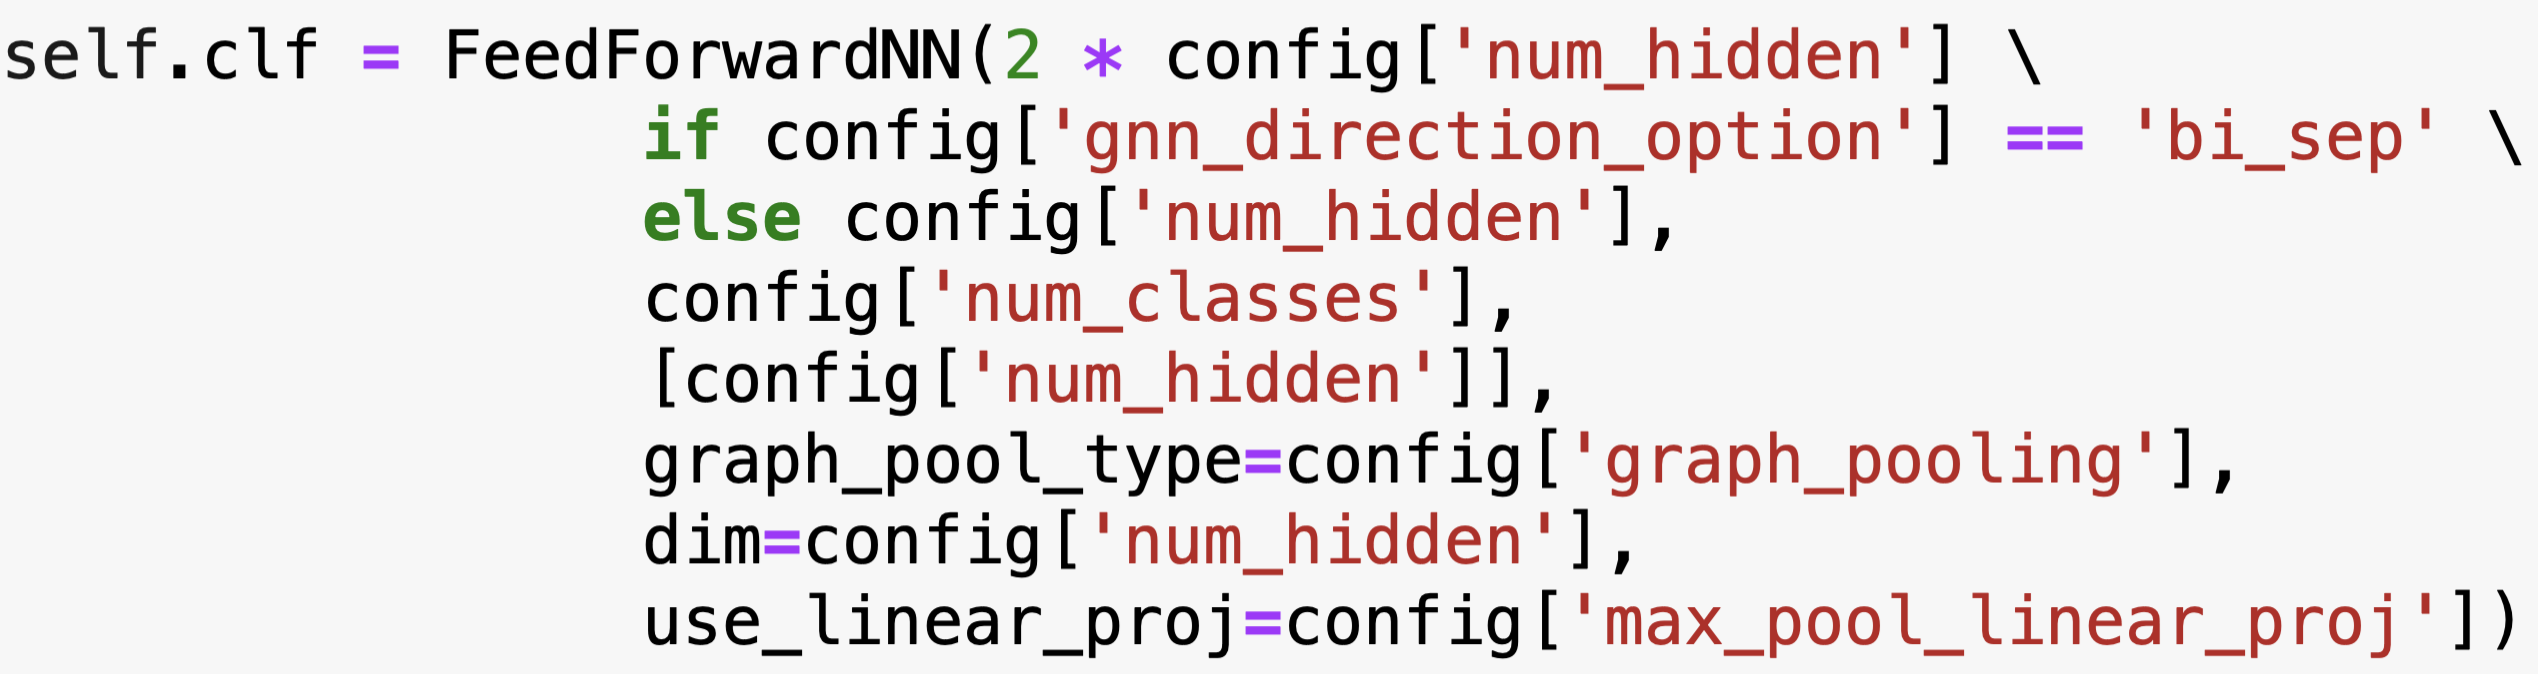 self.clf = FeedForwardNN(2 * config['num_hidden'] \
if config['gnn_direction_option'] == 'bi_sep' \
else config['num_hidden'],
config['num_classes'],
[config['num_hidden']],
graph_pool_type=config['graph_pooling'],
dim=config['num_hidden'],
use_linear_proj=config['max_pool_linear_proj'])